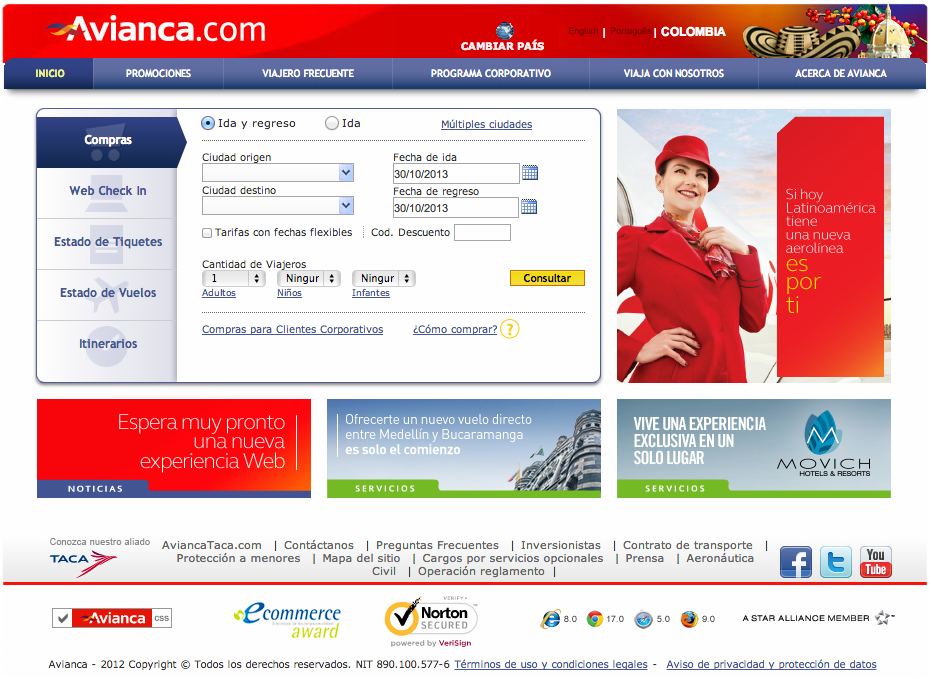 Avianca.com
CAMBIAR PAÍS
English | Português | COLOMBIA
INICIO
PROMOCIONES
VIAJERO FRECUENTE
PROGRAMA CORPORATIVO
VIAJA CON NOSOTROS
ACERCA DE AVIANCA
Compras
Web Check In
Estado de Tiquetes
Estado de Vuelos
Itinerarios
Ida y regreso
Ida
Múltiples ciudades
Ciudad origen
Fecha de ida
30/10/2013
Ciudad destino
Fecha de regreso
30/10/2013
Tarifas con fechas flexibles
Cod. Descuento
Cantidad de Viajeros
1
Ningur
Ningur
Consultar
Adultos
Niños
Infantes
Compras para Clientes Corporativos
¿Cómo comprar?
?
Si hoy
Latinoamérica
tiene
una nueva
aerolínea
es
por
ti
Espera muy pronto
una nueva
experiencia Web
NOTICIAS
Ofrecerte un nuevo vuelo directo
entre Medellín y Bucaramanga
es solo el comienzo
SERVICIOS
VIVE UNA EXPERIENCIA
EXCLUSIVA EN UN
SOLO LUGAR
MOVICH
HOTELS & RESORTS
SERVICIOS
Conozca nuestro aliado
TACA
AviancaTaca.com | Contáctanos | Preguntas Frecuentes | Inversionistas | Contrato de transporte |
Protección a menores | Mapa del sitio | Cargos por servicios opcionales | Prensa | Aeronáutica
Civil | Operación reglamento |
f
t
You
Tube
Avianca css
ecommerce
award
VERIFY
Norton
SECURED
powered by VeriSign
8.0
17.0
5.0
9.0
A STAR ALLIANCE MEMBER
Avianca - 2012 Copyright © Todos los derechos reservados. NIT 890.100.577-6 Términos de uso y condiciones legales - Aviso de privacidad y protección de datos